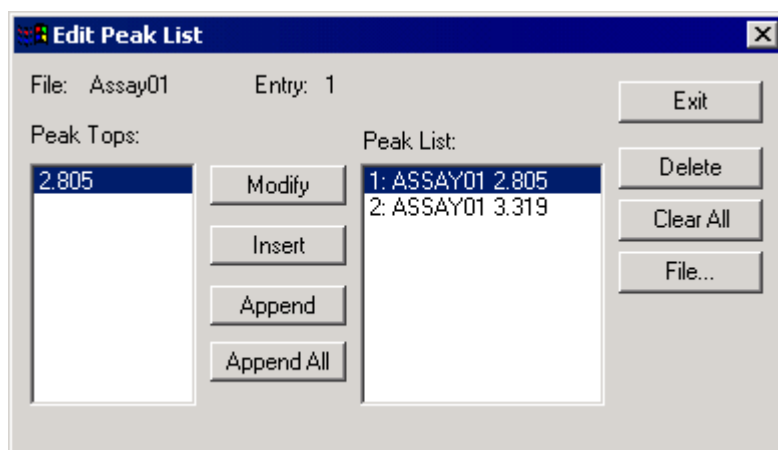 Edit Peak List
File: Assay01 Entry: 1
Exit
Peak Tops:
Peak List:
2.805
Modify
Insert
Append
Append All
1: ASSAY01 2.805
2: ASSAY01 3.319
Delete
Clear All
File...